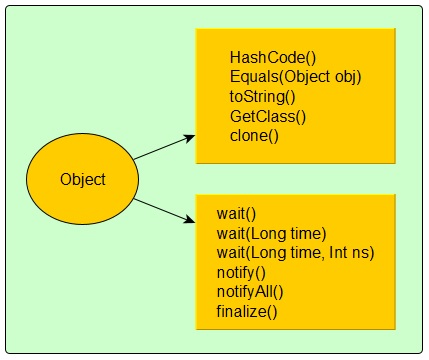 HashCode()
Equals(Object obj)
toString()
GetClass()
clone()
Object
wait()
wait(Long time)
wait(Long time, Int ns)
notify()
notifyAll()
finalize()